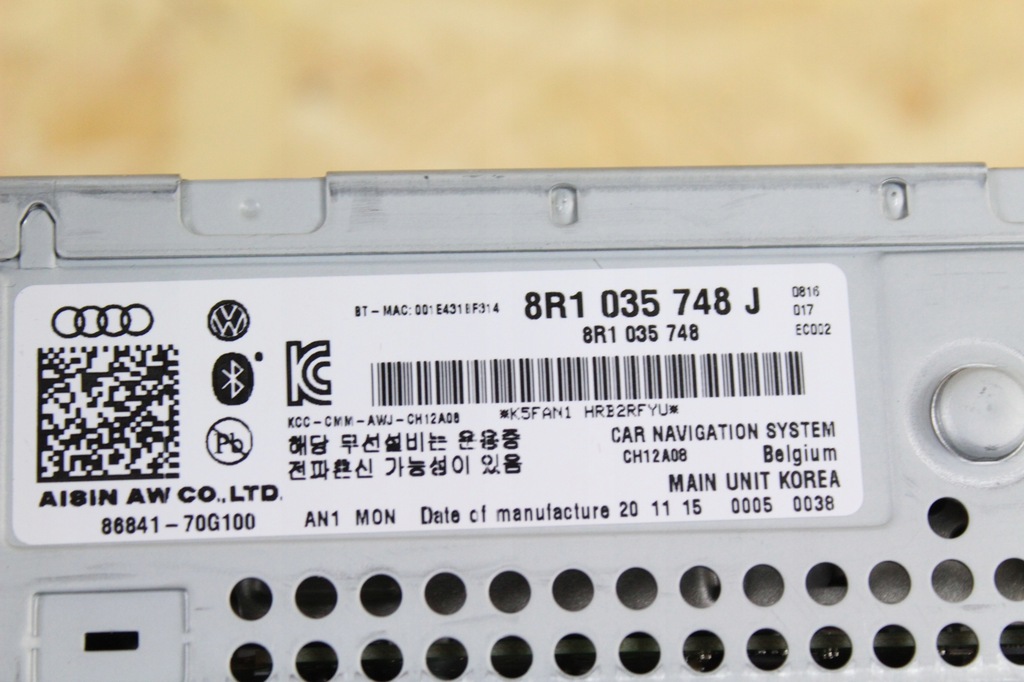 BT-MAC: 001E431BF314
8R1 035 748 J
8R1 035 748
0816
017
EC002
KCC-CMM-AWJ-CH12A08
*K5FAN1 HRB2RFYU*
해당 무선설비는 운용중
전파혼신 가능성이 있음
CAR NAVIGATION SYSTEM
CH12A08 Belgium
MAIN UNIT KOREA
Pb
AISIN AW CO.,LTD.
86841-70G100
AN1 MON Date of manufacture 20 11 15 0005 0038